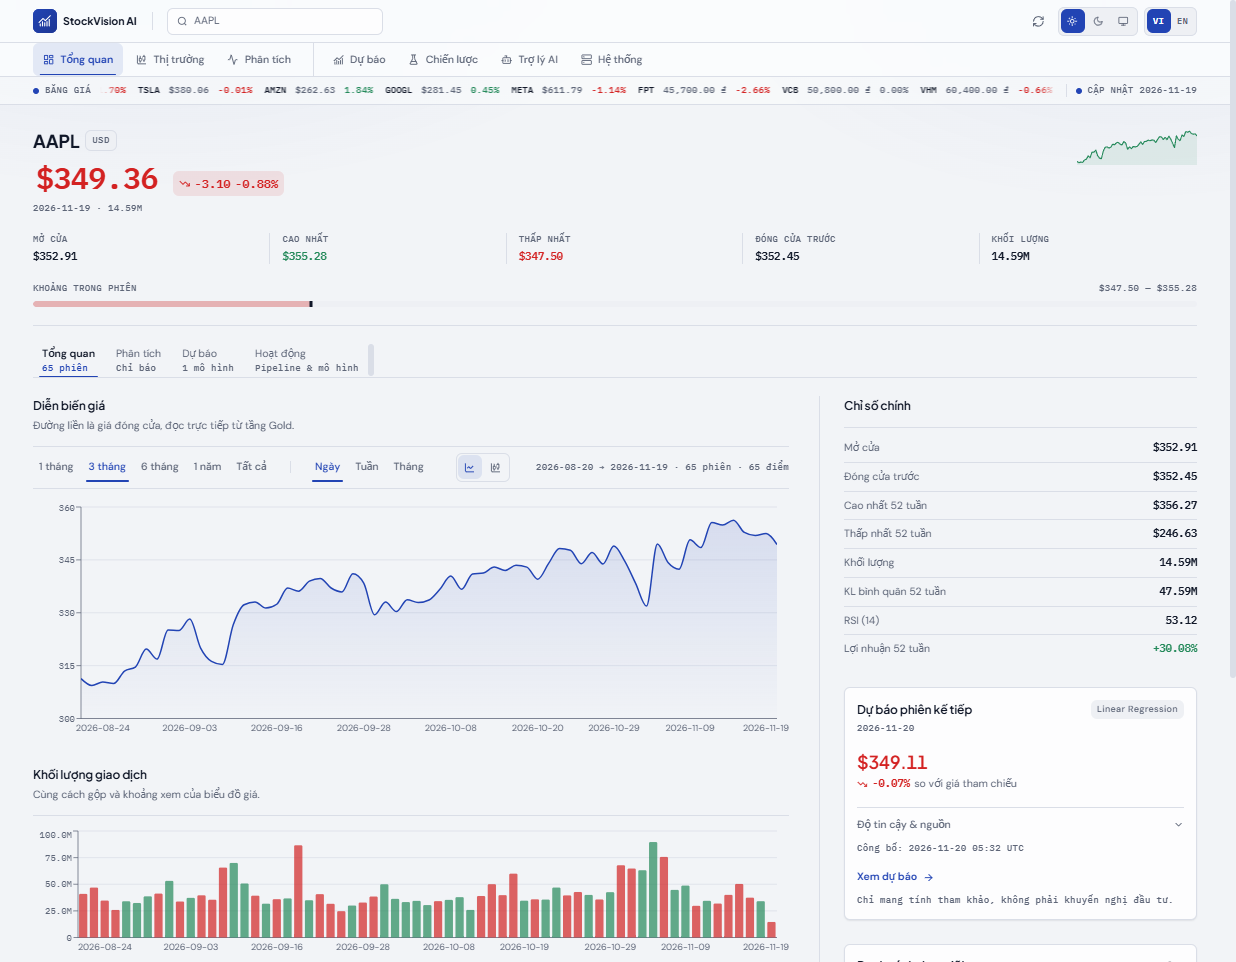 StockVision AI
AAPL
VI EN
Tổng quan Thị trường Phân tích Dự báo Chiến lược Trợ lý AI Hệ thống
BẢNG GIÁ .70% TSLA $380.06 -0.01% AMZN $262.63 1.84% GOOGL $281.45 0.45% META $611.79 -1.14% FPT 45,700.00 ₫ -2.66% VCB 50,800.00 ₫ 0.00% VHM 60,400.00 ₫ -0.66% CẬP NHẬT 2026-11-19
AAPL USD
$349.36 -3.10 -0.88%
2026-11-19 · 14.59M
MỞ CỬA CAO NHẤT THẤP NHẤT ĐÓNG CỬA TRƯỚC KHỐI LƯỢNG
$352.91 $355.28 $347.50 $352.45 14.59M
KHOẢNG TRONG PHIÊN $347.50 — $355.28
Tổng quan Phân tích Dự báo Hoạt động
65 phiên Chỉ báo 1 mô hình Pipeline & mô hình
Diễn biến giá
Đường liền là giá đóng cửa, đọc trực tiếp từ tầng Gold.
1 tháng 3 tháng 6 tháng 1 năm Tất cả Ngày Tuần Tháng 2026-08-20 → 2026-11-19 · 65 phiên · 65 điểm
360
345
330
315
300
2026-08-24 2026-09-03 2026-09-16 2026-09-28 2026-10-08 2026-10-20 2026-10-29 2026-11-09 2026-11-19
Khối lượng giao dịch
Cùng cách gộp và khoảng xem của biểu đồ giá.
100.0M
75.0M
50.0M
25.0M
0
2026-08-24 2026-09-03 2026-09-16 2026-09-28 2026-10-08 2026-10-19 2026-10-29 2026-11-09 2026-11-19
Chỉ số chính
Mở cửa $352.91
Đóng cửa trước $352.45
Cao nhất 52 tuần $356.27
Thấp nhất 52 tuần $246.63
Khối lượng 14.59M
KL bình quân 52 tuần 47.59M
RSI (14) 53.12
Lợi nhuận 52 tuần +30.08%
Dự báo phiên kế tiếp Linear Regression
2026-11-20
$349.11
-0.07% so với giá tham chiếu
Độ tin cậy & nguồn
Công bố: 2026-11-20 05:32 UTC
Xem dự báo →
Chỉ mang tính tham khảo, không phải khuyến nghị đầu tư.